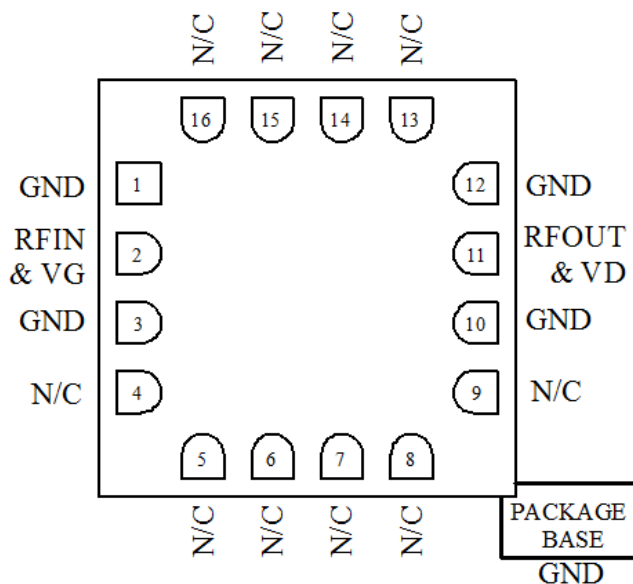 N/C N/C N/C N/C
16 15 14 13
GND 1 12 GND
RFIN & VG 2 11 RFOUT & VD
GND 3 10 GND
N/C 4 9 N/C
5 6 7 8
N/C N/C N/C N/C
PACKAGE
BASE
GND